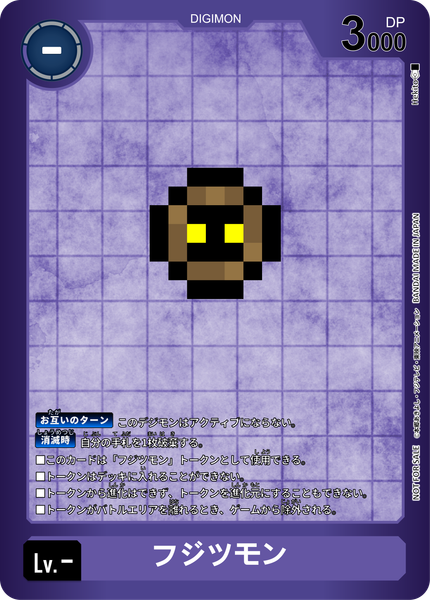 DIGIMON
-
DP
3000
お互いのターン このデジモンはアクティブにならない。
消滅時 自分の手札を1枚破棄する。
■このカードは「フジツモン」トークンとして使用できる。
■トークンはデッキに入れることができない。
■トークンから進化はできず、トークンを進化元にすることもできない。
■トークンがバトルエリアを離れるとき、ゲームから除外される。
Lv.-
フジツモン
NOT FOR SALE
BANDAI MADE IN JAPAN